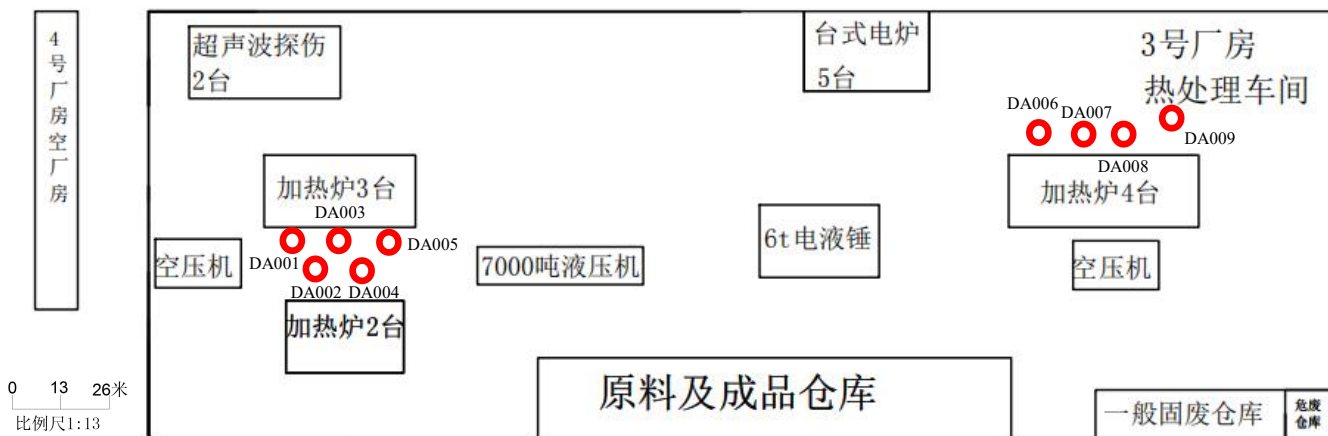 4号厂房空厂房
超声波探伤
2台
台式电炉
5台
3号厂房
热处理车间
DA006
DA007
DA008
DA009
加热炉3台
DA003
加热炉4台
DA001
DA005
空压机
DA002
DA004
7000吨液压机
6t电液锤
空压机
加热炉2台
原料及成品仓库
0 13 26米
比例尺1:13
一般固废仓库
危废
仓库